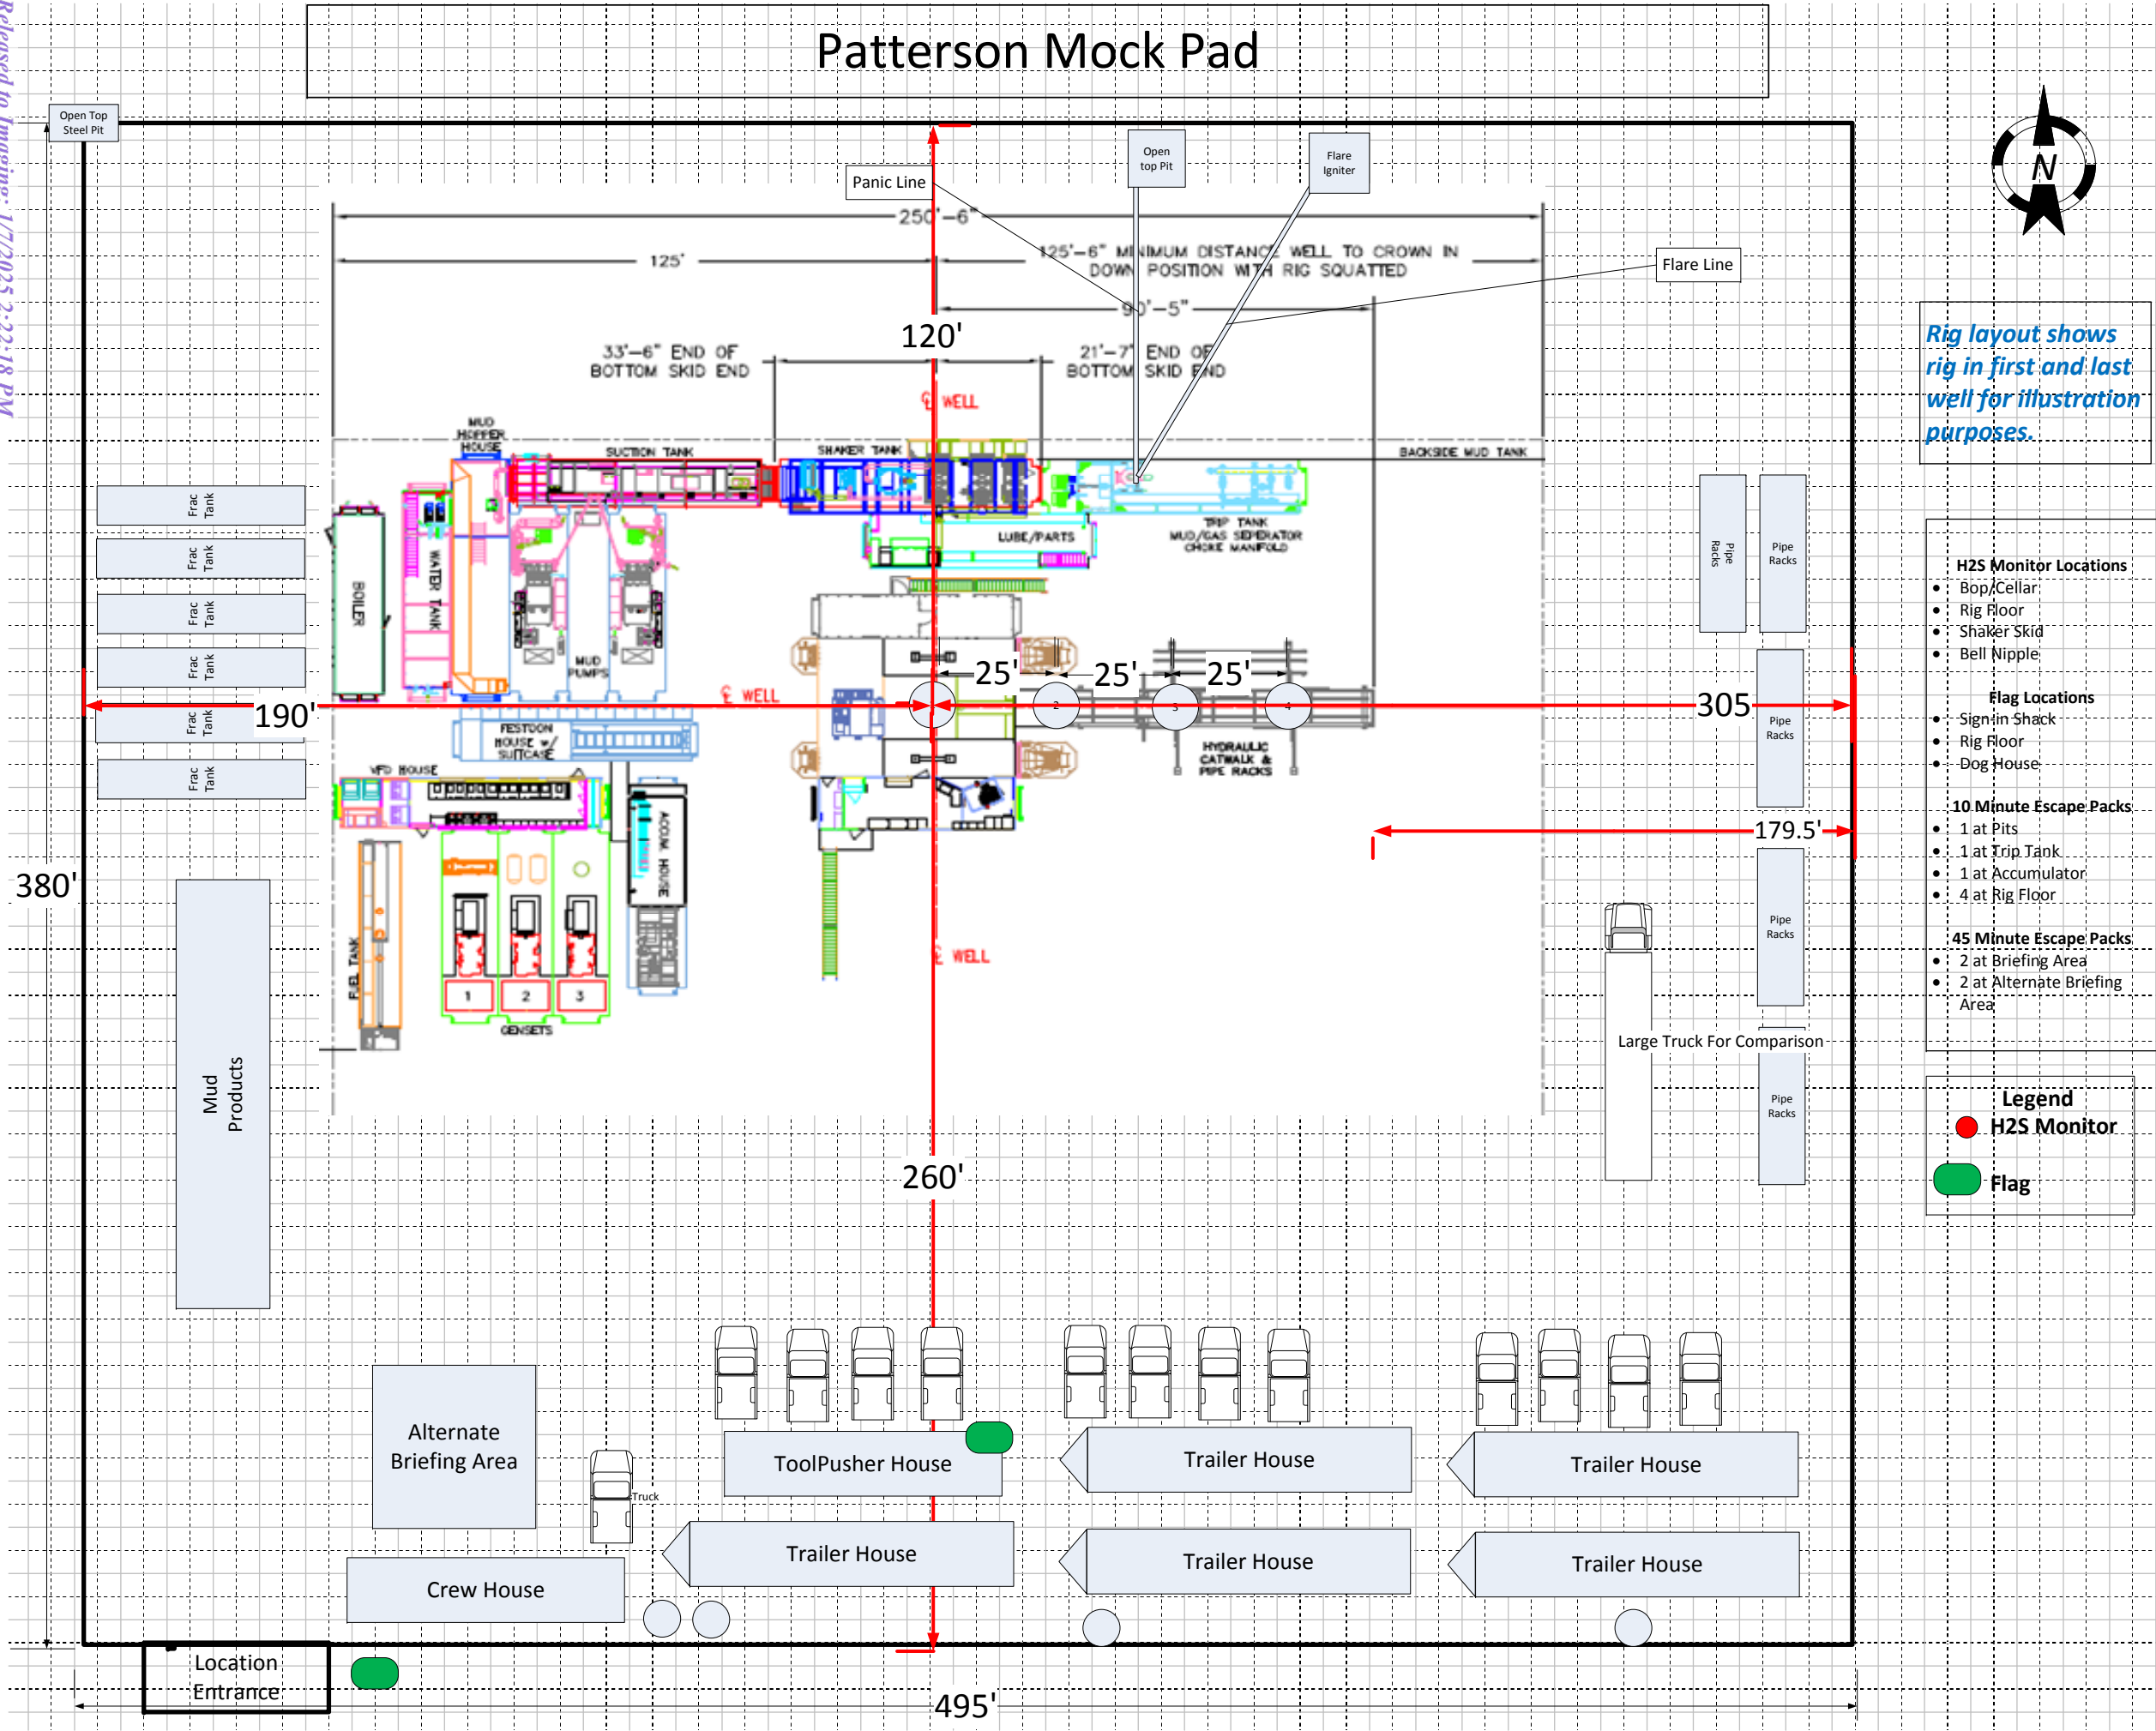 Released to Imaging: 1/7/2025 2:22:18 PM
Patterson Mock Pad
Open Top
Steel Pit
Panic Line
Open
top Pit
Flare
Igniter
Flare Line
N
250'-6"
125'
125'-6" MINIMUM DISTANCE WELL TO CROWN IN
DOWN POSITION WITH RIG SQUATTED
90'-5"
120'
33'-6" END OF
BOTTOM SKID END
21'-7" END OF
BOTTOM SKID END
℄ WELL
Rig layout shows
rig in first and last
well for illustration
purposes.
MUD
HOPPER
HOUSE
SUCTION TANK
SHAKER TANK
BACKSIDE MUD TANK
Frac
Tank
Frac
Tank
Frac
Tank
Frac
Tank
Frac
Tank
Frac
Tank
BOILER
WATER TANK
MUD
PUMPS
LUBE/PARTS
TRIP TANK
MUD/GAS SEPERATOR
CHOKE MANIFOLD
Pipe
Racks
Pipe
Racks
Pipe
Racks
Pipe
Racks
Pipe
Racks
H2S Monitor Locations
• Bop/Cellar
• Rig Floor
• Shaker Skid
• Bell Nipple
Flag Locations
• Sign in Shack
• Rig Floor
• Dog House
10 Minute Escape Packs
• 1 at Pits
• 1 at Trip Tank
• 1 at Accumulator
• 4 at Rig Floor
45 Minute Escape Packs
• 2 at Briefing Area
• 2 at Alternate Briefing
Area
25'
25'
25'
℄ WELL
190'
2
3
4
305
FESTOON
HOUSE w/
SUITCASE
HYDRAULIC
CATWALK &
PIPE RACKS
VFD HOUSE
179.5'
ACCUM. HOUSE
380'
FUEL TANK
℄ WELL
1
2
3
GENSETS
Large Truck For Comparison
Mud
Products
Legend
H2S Monitor
Flag
260'
Alternate
Briefing Area
Truck
ToolPusher House
Trailer House
Trailer House
Trailer House
Trailer House
Trailer House
Crew House
Location
Entrance
495'